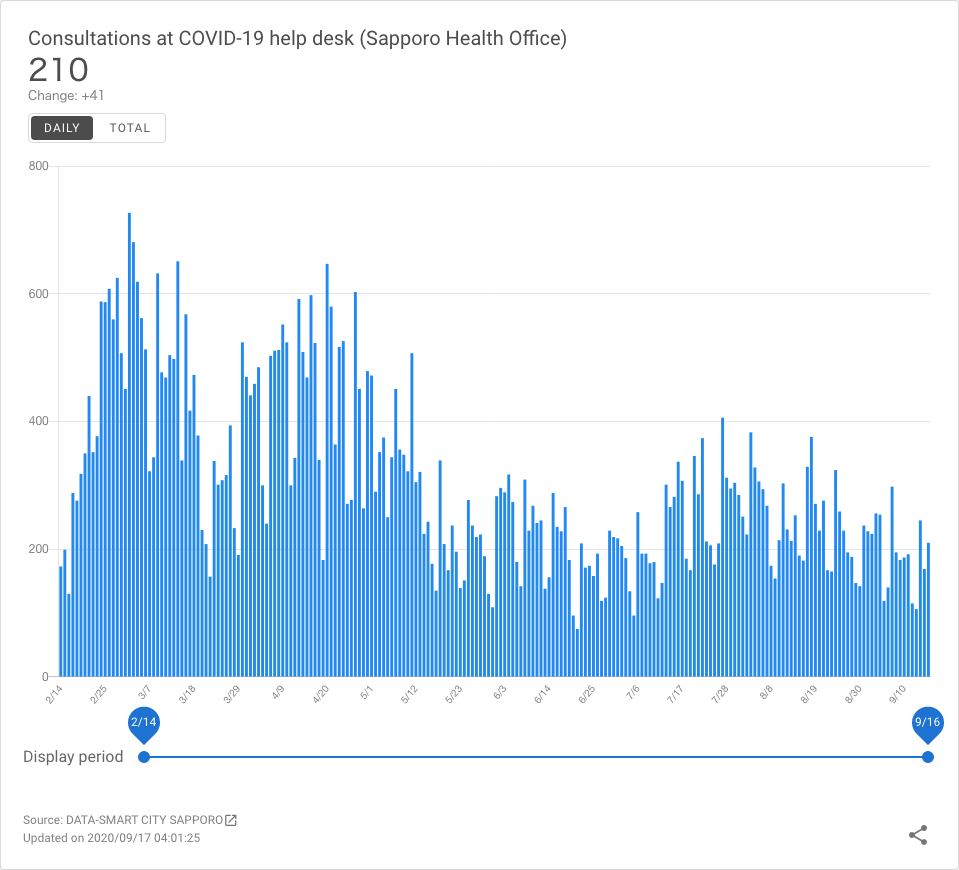 Consultations at COVID-19 help desk (Sapporo Health Office)
210
Change: +41
DAILY TOTAL
800
600
400
200
0
2/14 2/25 3/7 3/18 3/29 4/9 4/20 5/1 5/12 5/23 6/3 6/14 6/25 7/6 7/17 7/28 8/8 8/19 8/30 9/10
2/14 9/16
Display period
Source: DATA-SMART CITY SAPPORO
Updated on 2020/09/17 04:01:25